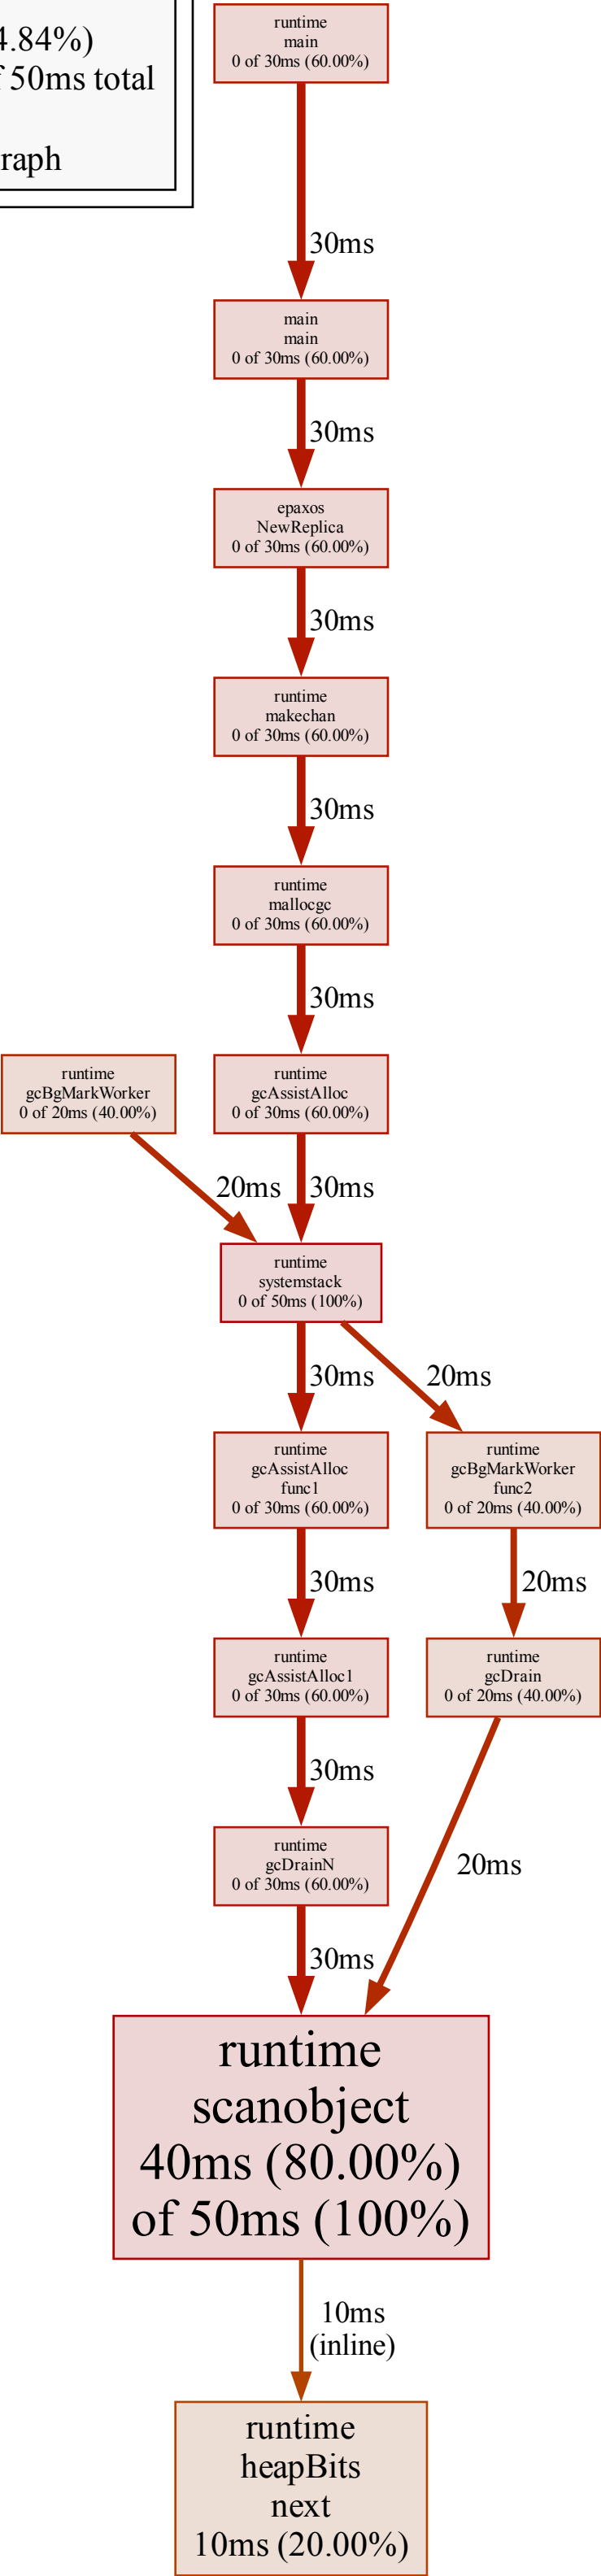 4.84%)
f 50ms total
raph
runtime
main
0 of 30ms (60.00%)
30ms
main
main
0 of 30ms (60.00%)
30ms
epaxos
NewReplica
0 of 30ms (60.00%)
30ms
runtime
makechan
0 of 30ms (60.00%)
30ms
runtime
mallocgc
0 of 30ms (60.00%)
30ms
runtime
gcBgMarkWorker
0 of 20ms (40.00%)
runtime
gcAssistAlloc
0 of 30ms (60.00%)
20ms
30ms
runtime
systemstack
0 of 50ms (100%)
30ms
20ms
runtime
gcAssistAlloc
func1
0 of 30ms (60.00%)
runtime
gcBgMarkWorker
func2
0 of 20ms (40.00%)
30ms
20ms
runtime
gcAssistAlloc1
0 of 30ms (60.00%)
runtime
gcDrain
0 of 20ms (40.00%)
30ms
20ms
runtime
gcDrainN
0 of 30ms (60.00%)
30ms
runtime
scanobject
40ms (80.00%)
of 50ms (100%)
10ms
(inline)
runtime
heapBits
next
10ms (20.00%)